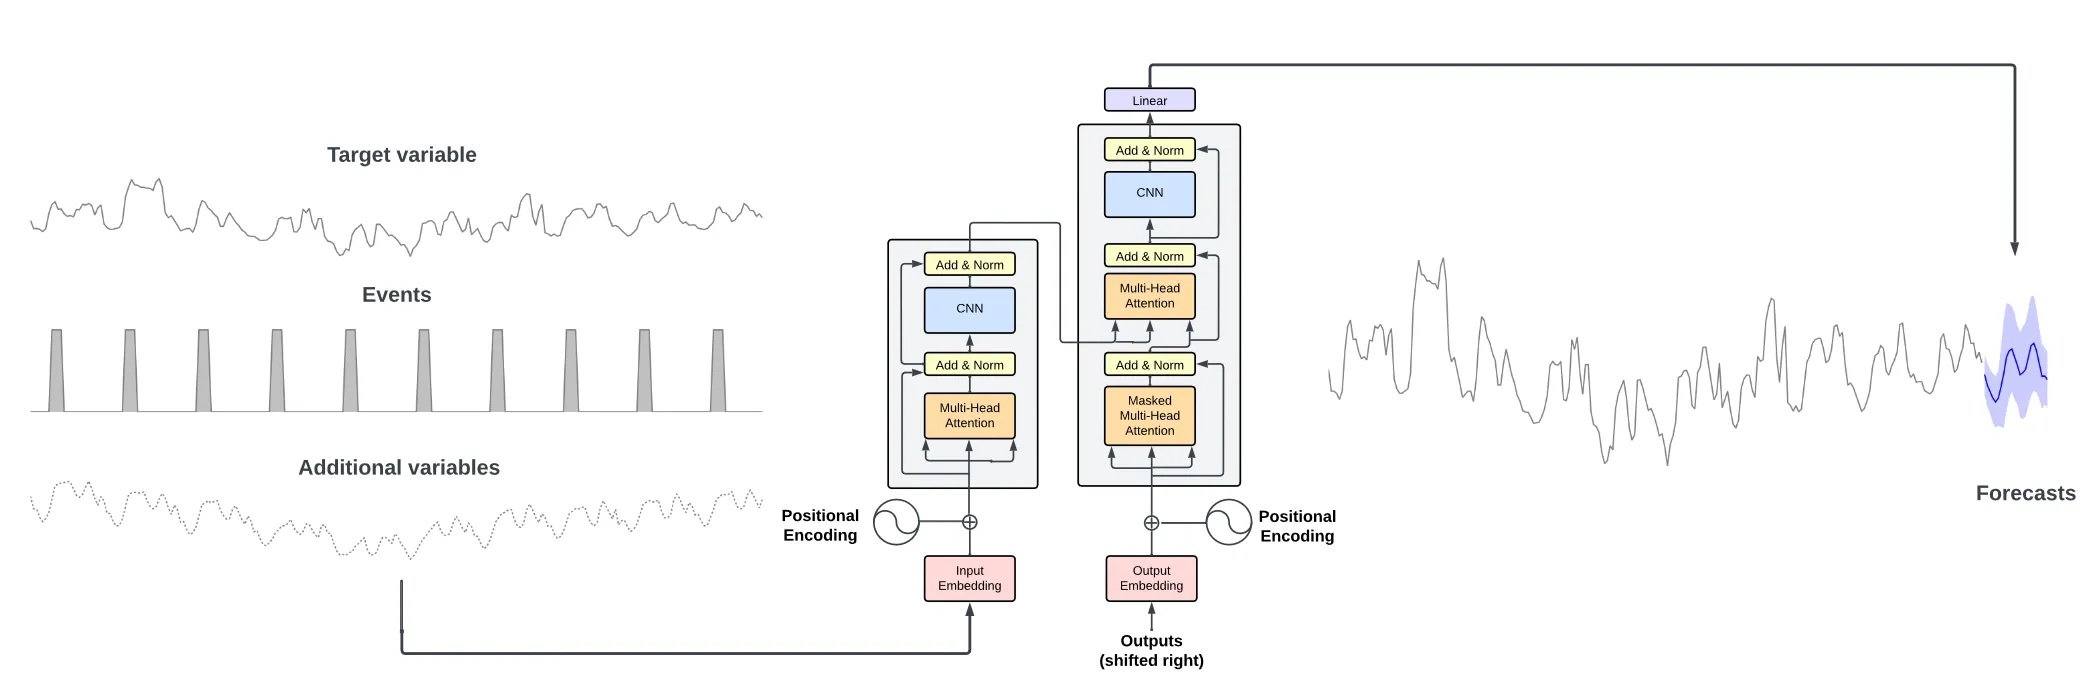 Target variable
Events
Additional variables
Positional
Encoding
Add & Norm
CNN
Add & Norm
Multi-Head
Attention
Input
Embedding
Linear
Add & Norm
CNN
Add & Norm
Multi-Head
Attention
Add & Norm
Masked
Multi-Head
Attention
Positional
Encoding
Output
Embedding
Outputs
(shifted right)
Forecasts